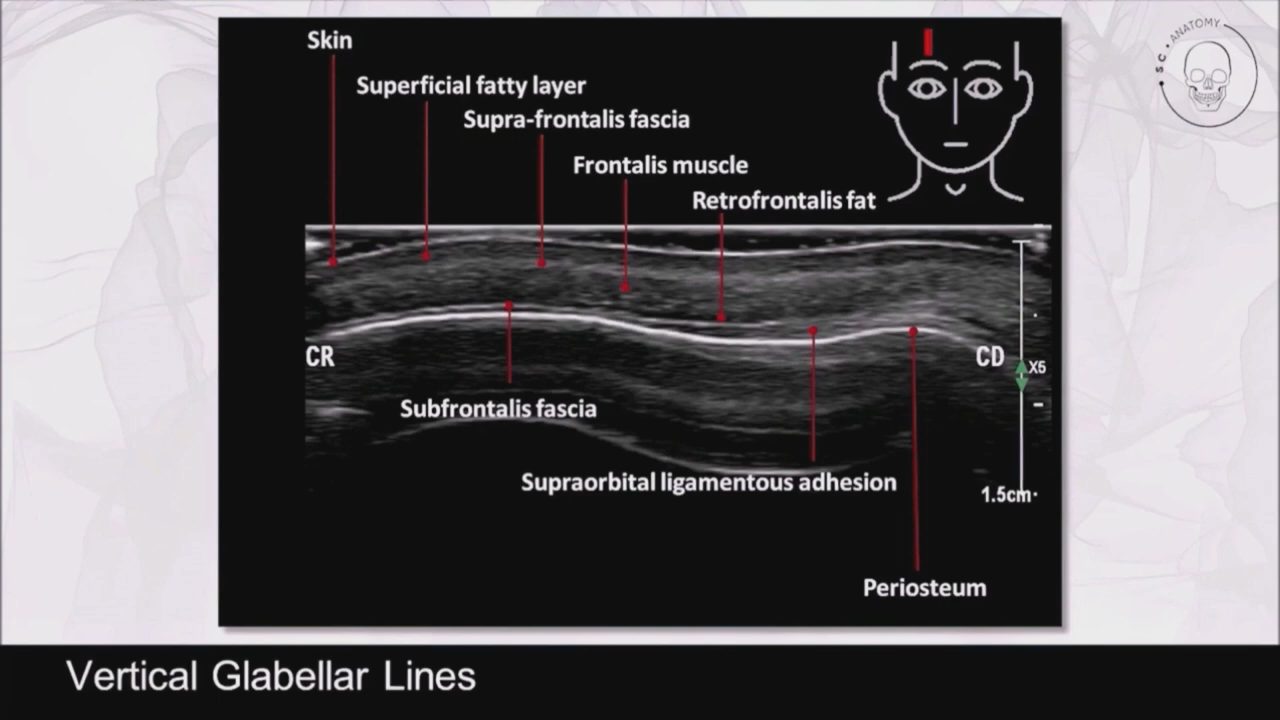 Skin
Superficial fatty layer
Supra-frontalis fascia
Frontalis muscle
Retrofrontalis fat
SC • ANATOMY
CR
CD
X5
Subfrontalis fascia
Supraorbital ligamentous adhesion
1.5cm
Periosteum
Vertical Glabellar Lines